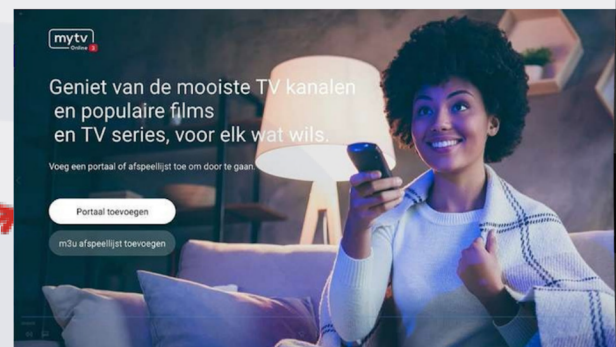 mytv
Online 3
Geniet van de mooiste TV kanalen
en populaire films
en TV series, voor elk wat wils.
Voeg een portaal of afspeellijst toe om door te gaan.
Portaal toevoegen
m3u afspeellijst toevoegen